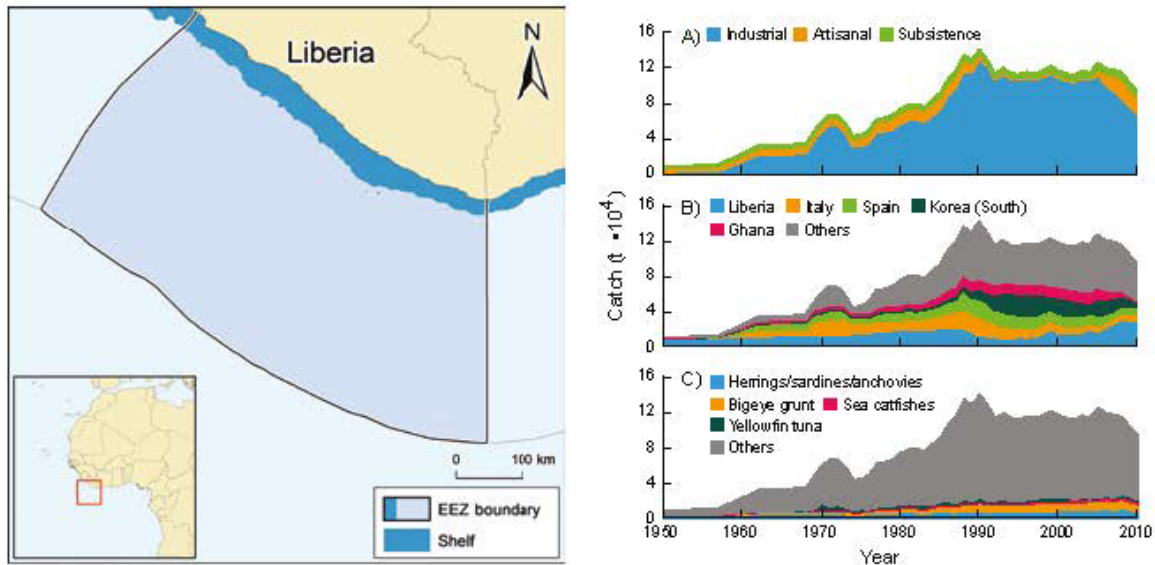 Liberia
N
0 100 km
EEZ boundary
Shelf
Catch (t •10⁴)
A) Industrial Artisanal Subsistence
16
12
8
4
0
B) Liberia Italy Spain Korea (South)
Ghana Others
16
12
8
4
0
C) Herrings/sardines/anchovies
Bigeye grunt Sea catfishes
Yellowfin tuna
Others
16
12
8
4
0
1950 1960 1970 1980 1990 2000 2010
Year